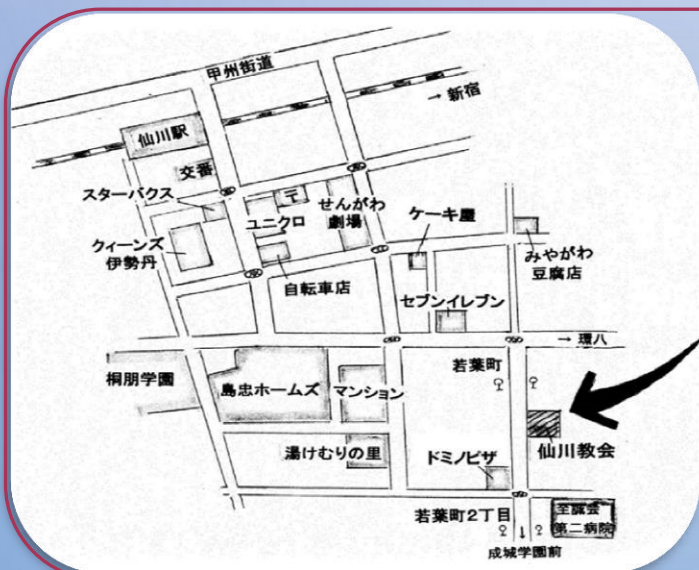 甲州街道
→ 新宿
仙川駅
交番
スターバクス
ユニクロ
〒
せんがわ
劇場
クィーンズ
伊勢丹
自転車店
ケーキ屋
みやがわ
豆腐店
セブンイレブン
→ 環八
桐朋学園
島忠ホームズ
マンション
若葉町
仙川教会
湯けむりの里
ドミノピザ
若葉町2丁目
至誠会
第二病院
↓
成城学園前